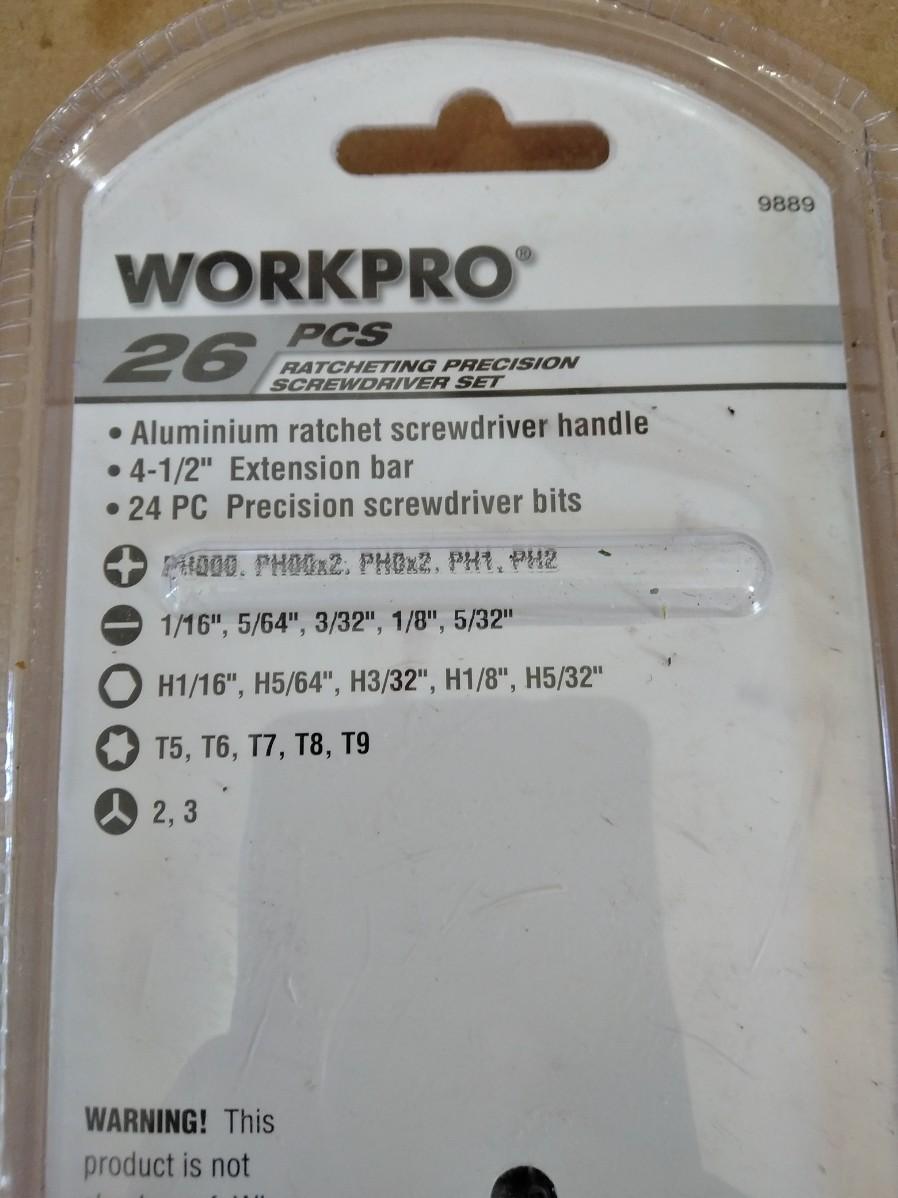 9889
WORKPRO®
26 PCS
RATCHETING PRECISION
SCREWDRIVER SET
• Aluminium ratchet screwdriver handle
• 4-1/2" Extension bar
• 24 PC Precision screwdriver bits
PH000, PH00x2, PH0x2, PH1, PH2
1/16", 5/64", 3/32", 1/8", 5/32"
H1/16", H5/64", H3/32", H1/8", H5/32"
T5, T6, T7, T8, T9
2, 3
WARNING! This
product is not